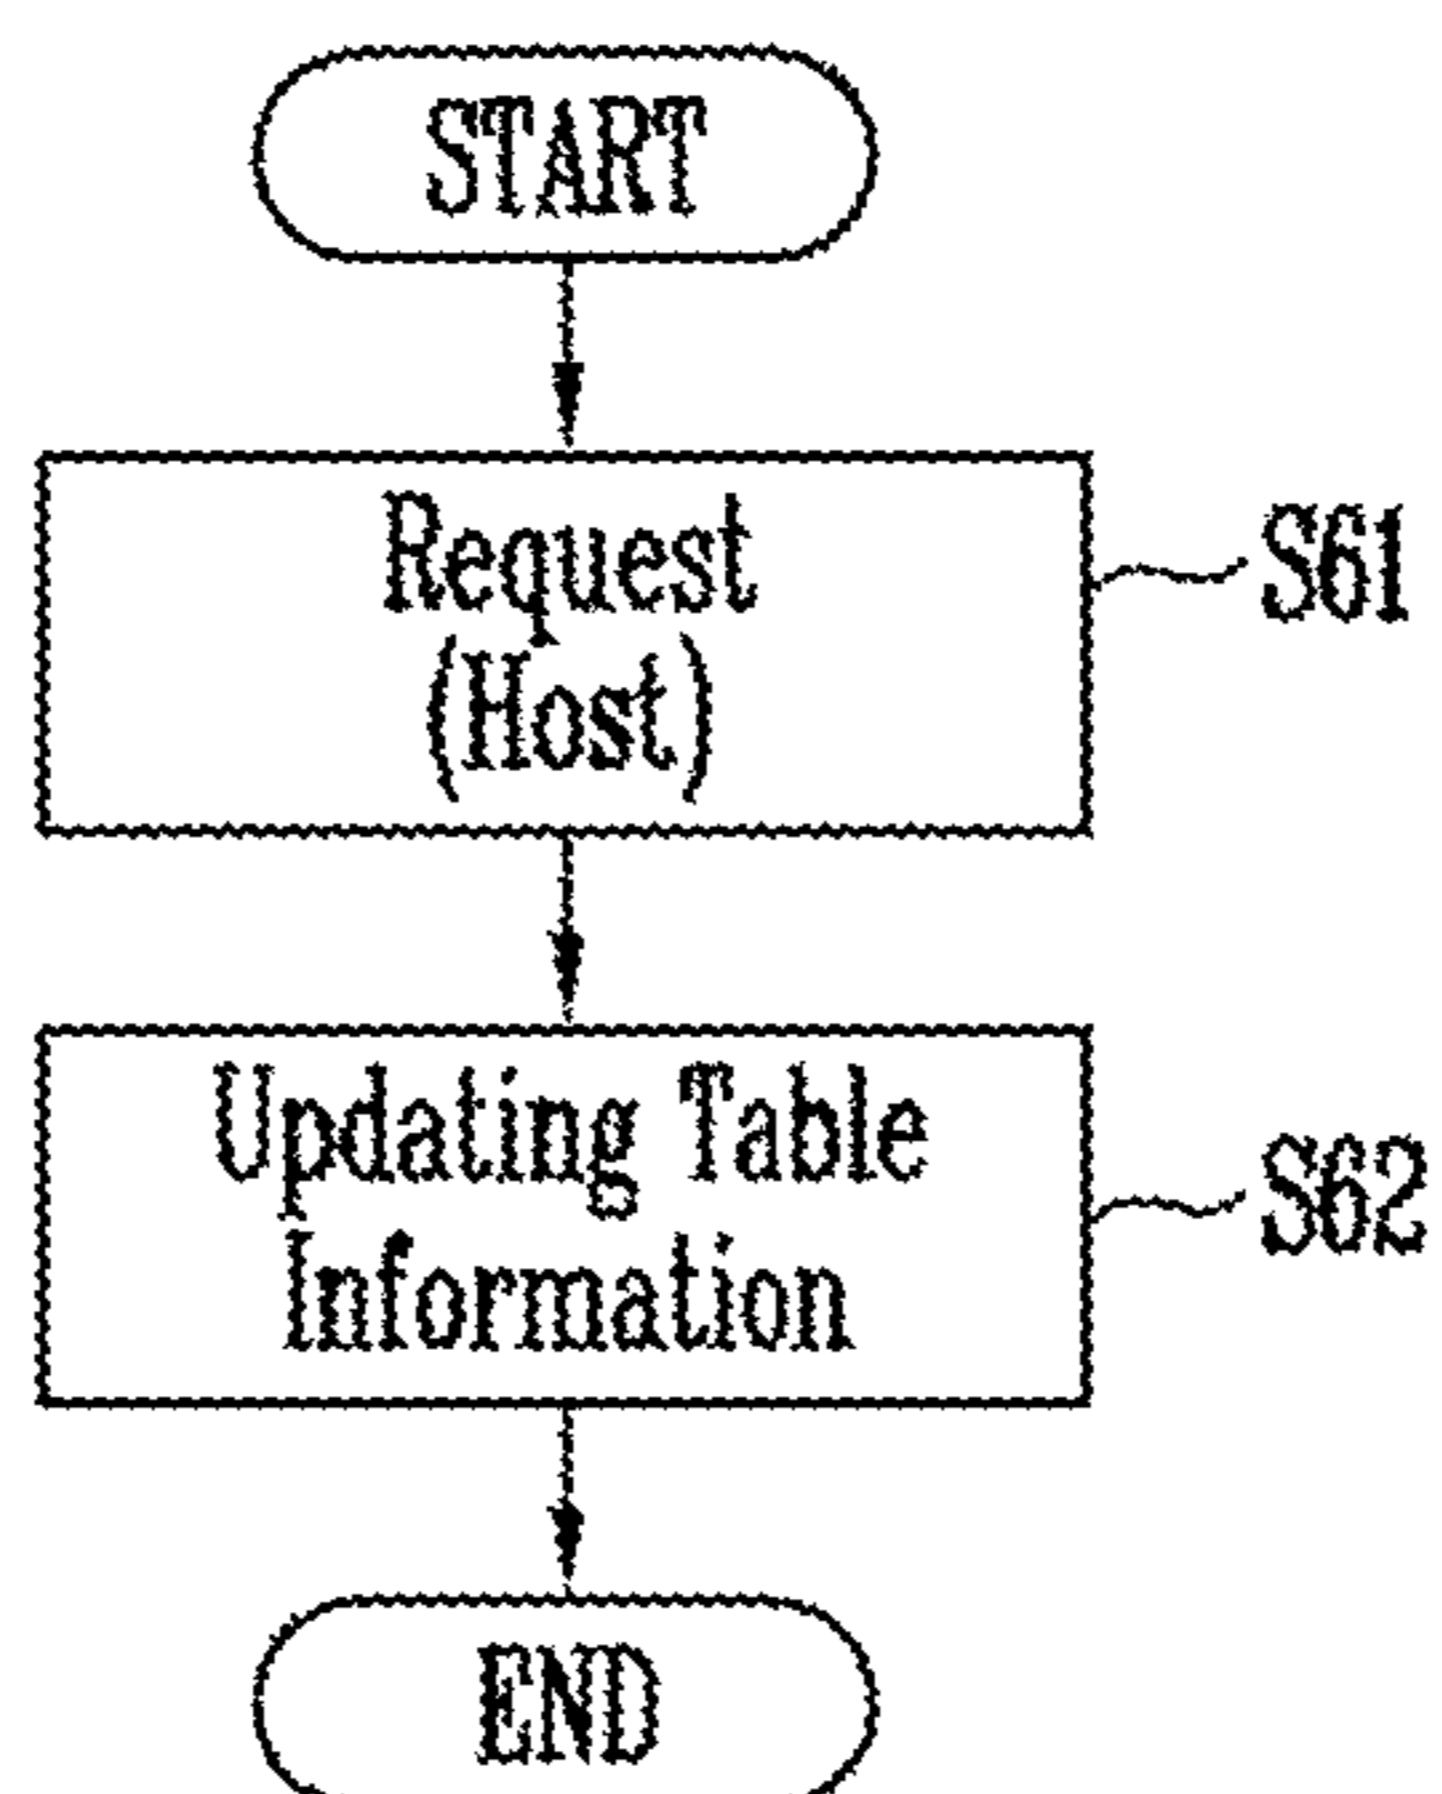 START
Request
(Host)
S61
Updating Table
Information
S62
END